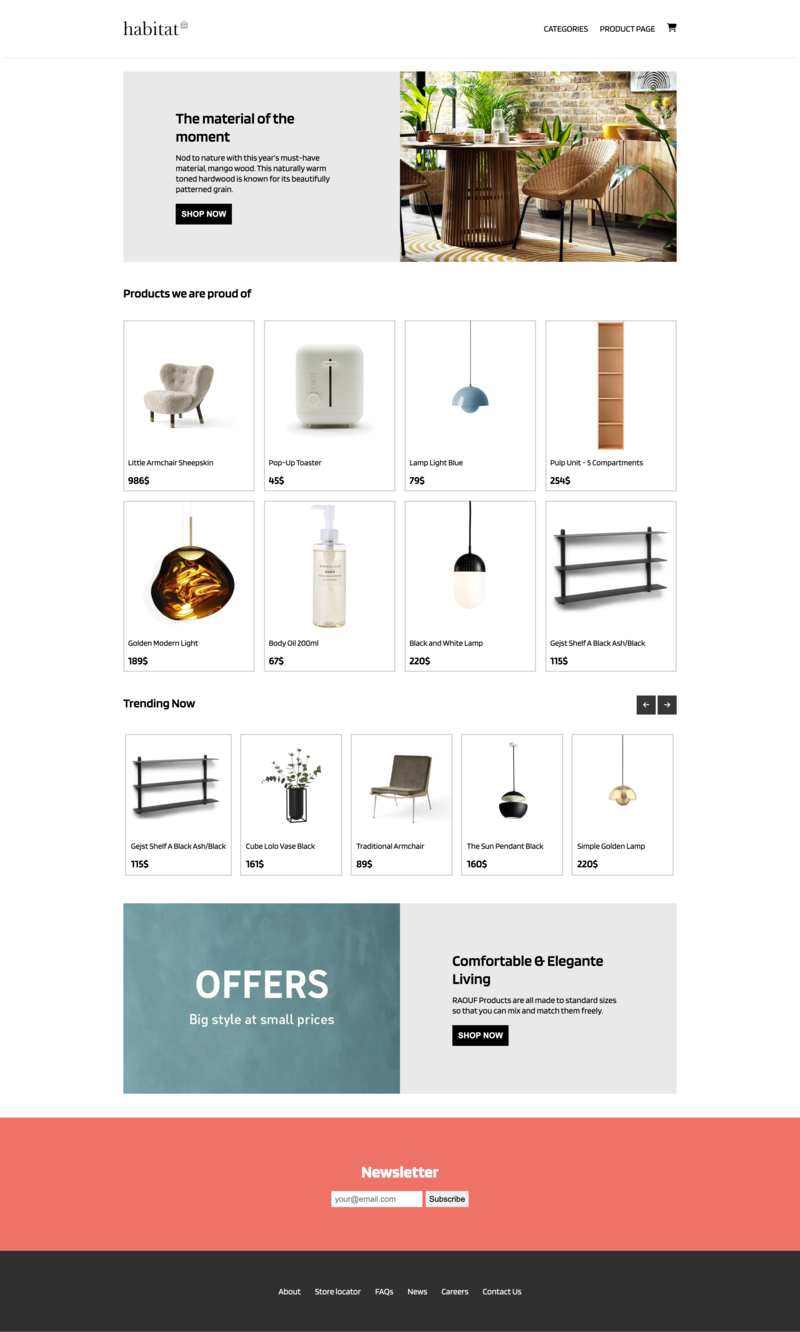 habitat
CATEGORIES PRODUCT PAGE
The material of the
moment
Nod to nature with this year's must-have
material, mango wood. This naturally warm
toned hardwood is known for its beautifully
patterned grain.
SHOP NOW
Products we are proud of
Little Armchair Sheepskin
986$
Pop-Up Toaster
45$
Lamp Light Blue
79$
Pulp Unit - 5 Compartments
254$
Golden Modern Light
189$
Body Oil 200ml
67$
Black and White Lamp
220$
Gejst Shelf A Black Ash/Black
115$
Trending Now
Gejst Shelf A Black Ash/Black
115$
Cube Lolo Vase Black
161$
Traditional Armchair
89$
The Sun Pendant Black
160$
Simple Golden Lamp
220$
OFFERS
Big style at small prices
Comfortable & Elegante
Living
RAOUF Products are all made to standard sizes
so that you can mix and match them freely.
SHOP NOW
Newsletter
your@email.com Subscribe
About Store locator FAQs News Careers Contact Us